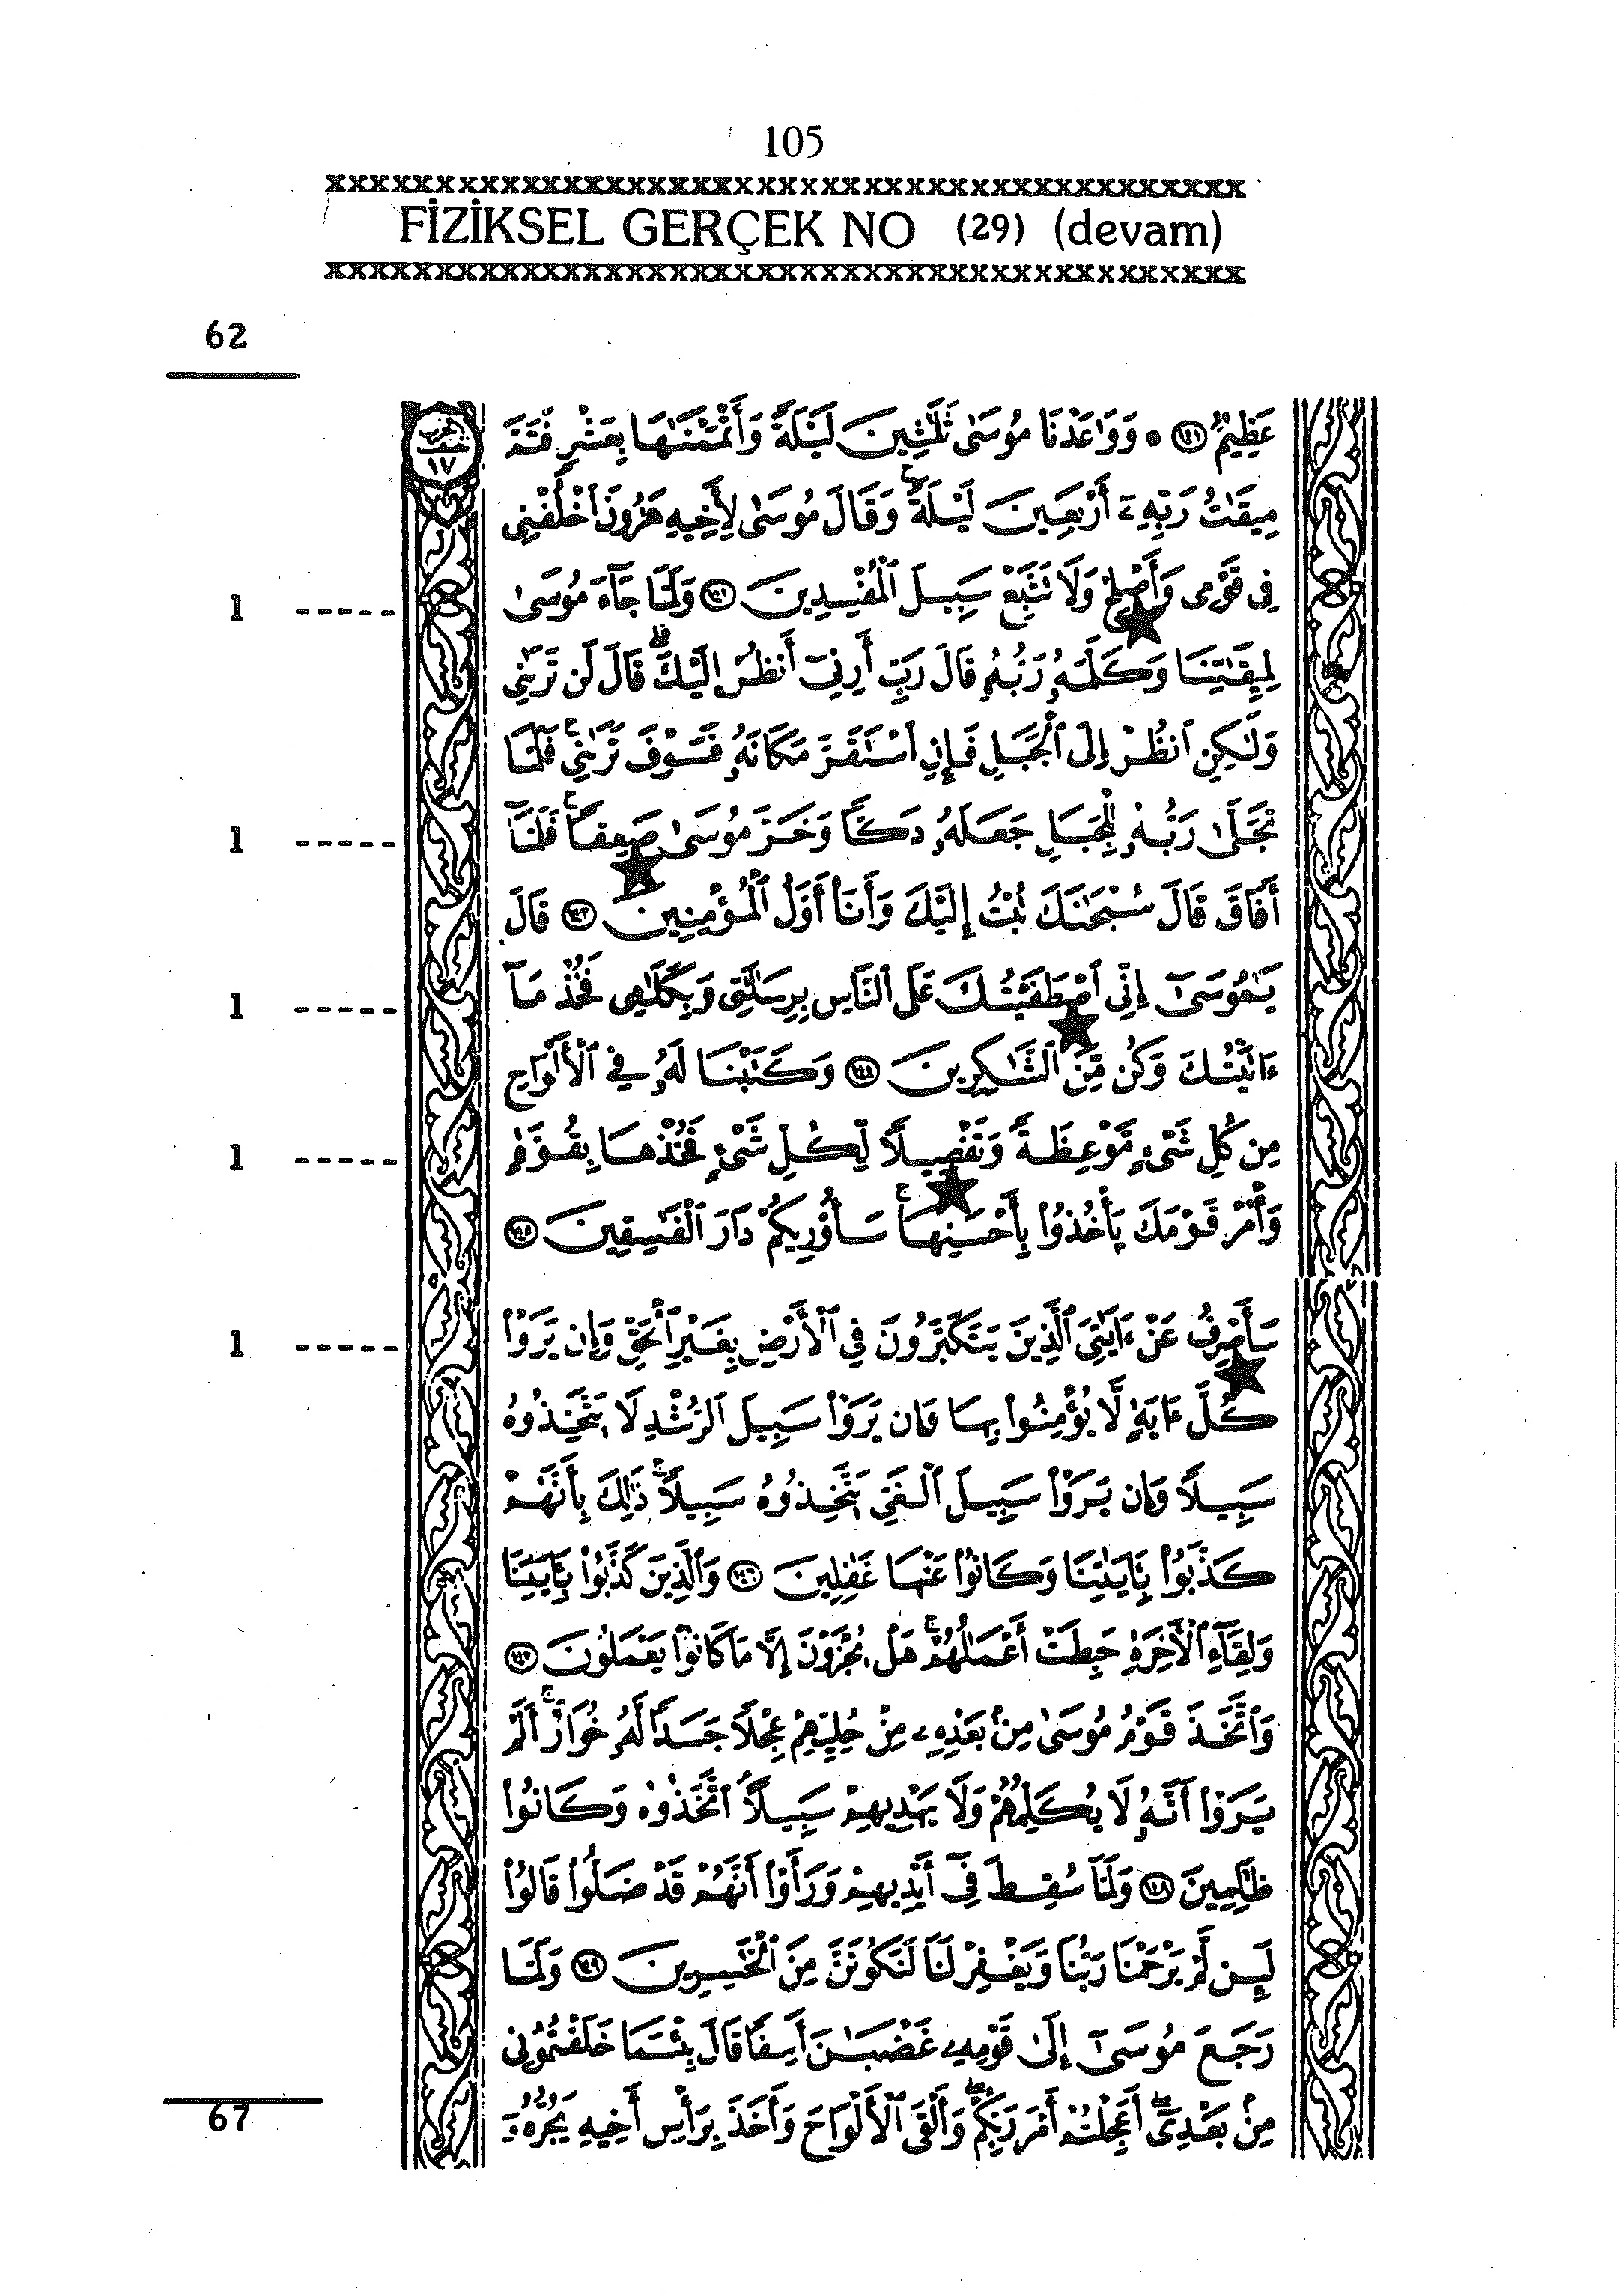 105
xxxxxxxxxxxxxxxxxxxxxxxxxxxxxxxxxxxxxxxxxx
FİZİKSEL GERÇEK NO (29) (devam)
xxxxxxxxxxxxxxxxxxxxxxxxxxxxxxxxxxxxxxxxxx
62
عَظِيمٌ ١٤١ • وَوَٰعَدْنَا مُوسَىٰ ثَلَٰثِينَ لَيْلَةً وَأَتْمَمْنَٰهَا بِعَشْرٍ فَتَمَّ
الحزب ١٧
مِيقَٰتُ رَبِّهِۦٓ أَرْبَعِينَ لَيْلَةً ۚ وَقَالَ مُوسَىٰ لِأَخِيهِ هَٰرُونَ ٱخْلُفْنِى
1 ----- فِى قَوْمِى وَأَصْلِحْ وَلَا تَتَّبِعْ سَبِيلَ ٱلْمُفْسِدِينَ ١٤٢ وَلَمَّا جَآءَ مُوسَىٰ
لِمِيقَٰتِنَا وَكَلَّمَهُۥ رَبُّهُۥ قَالَ رَبِّ أَرِنِىٓ أَنظُرْ إِلَيْكَ ۚ قَالَ لَن تَرَىٰنِى
وَلَٰكِنِ ٱنظُرْ إِلَى ٱلْجَبَلِ فَإِنِ ٱسْتَقَرَّ مَكَانَهُۥ فَسَوْفَ تَرَىٰنِى ۚ فَلَمَّا
1 ----- تَجَلَّىٰ رَبُّهُۥ لِلْجَبَلِ جَعَلَهُۥ دَكًّا وَخَرَّ مُوسَىٰ صَعِقًا ۚ فَلَمَّآ
أَفَاقَ قَالَ سُبْحَٰنَكَ تُبْتُ إِلَيْكَ وَأَنَا۠ أَوَّلُ ٱلْمُؤْمِنِينَ ١٤٣ قَالَ
1 ----- يَٰمُوسَىٰٓ إِنِّى ٱصْطَفَيْتُكَ عَلَى ٱلنَّاسِ بِرِسَٰلَٰتِى وَبِكَلَٰمِى فَخُذْ مَآ
ءَاتَيْتُكَ وَكُن مِّنَ ٱلشَّٰكِرِينَ ١٤٤ وَكَتَبْنَا لَهُۥ فِى ٱلْأَلْوَاحِ
1 ----- مِن كُلِّ شَىْءٍ مَّوْعِظَةً وَتَفْصِيلًا لِّكُلِّ شَىْءٍ فَخُذْهَا بِقُوَّةٍ
وَأْمُرْ قَوْمَكَ يَأْخُذُوا۟ بِأَحْسَنِهَا ۚ سَأُو۟رِيكُمْ دَارَ ٱلْفَٰسِقِينَ ١٤٥
1 ----- سَأَصْرِفُ عَنْ ءَايَٰتِىَ ٱلَّذِينَ يَتَكَبَّرُونَ فِى ٱلْأَرْضِ بِغَيْرِ ٱلْحَقِّ وَإِن يَرَوْا۟
كُلَّ ءَايَةٍ لَّا يُؤْمِنُوا۟ بِهَا وَإِن يَرَوْا۟ سَبِيلَ ٱلرُّشْدِ لَا يَتَّخِذُوهُ
سَبِيلًا وَإِن يَرَوْا۟ سَبِيلَ ٱلْغَىِّ يَتَّخِذُوهُ سَبِيلًا ۚ ذَٰلِكَ بِأَنَّهُمْ
كَذَّبُوا۟ بِـَٔايَٰتِنَا وَكَانُوا۟ عَنْهَا غَٰفِلِينَ ١٤٦ وَٱلَّذِينَ كَذَّبُوا۟ بِـَٔايَٰتِنَا
وَلِقَآءِ ٱلْأَخِرَةِ حَبِطَتْ أَعْمَٰلُهُمْ ۚ هَلْ يُجْزَوْنَ إِلَّا مَا كَانُوا۟ يَعْمَلُونَ ١٤٧
وَٱتَّخَذَ قَوْمُ مُوسَىٰ مِنۢ بَعْدِهِۦ مِنْ حُلِيِّهِمْ عِجْلًا جَسَدًا لَّهُۥ خُوَارٌ ۚ أَلَمْ
يَرَوْا۟ أَنَّهُۥ لَا يُكَلِّمُهُمْ وَلَا يَهْدِيهِمْ سَبِيلًا ۘ ٱتَّخَذُوهُ وَكَانُوا۟
ظَٰلِمِينَ ١٤٨ وَلَمَّا سُقِطَ فِىٓ أَيْدِيهِمْ وَرَأَوْا۟ أَنَّهُمْ قَدْ ضَلُّوا۟ قَالُوا۟
لَئِن لَّمْ يَرْحَمْنَا رَبُّنَا وَيَغْفِرْ لَنَا لَنَكُونَنَّ مِنَ ٱلْخَٰسِرِينَ ١٤٩ وَلَمَّا
رَجَعَ مُوسَىٰٓ إِلَىٰ قَوْمِهِۦ غَضْبَٰنَ أَسِفًا قَالَ بِئْسَمَا خَلَفْتُمُونِى
مِنۢ بَعْدِىٓ ۖ أَعَجِلْتُمْ أَمْرَ رَبِّكُمْ ۖ وَأَلْقَى ٱلْأَلْوَاحَ وَأَخَذَ بِرَأْسِ أَخِيهِ يَجُرُّهُۥٓ
67